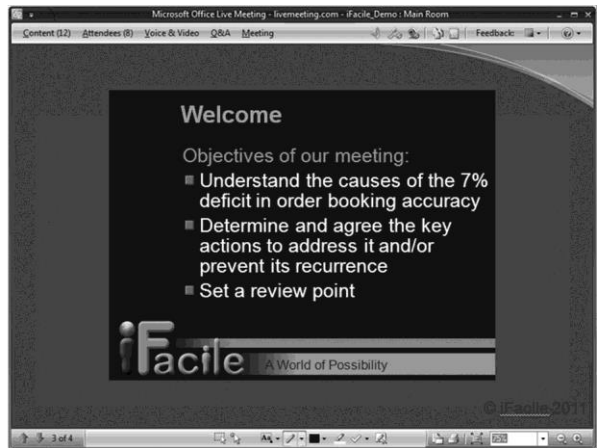 Microsoft Office Live Meeting - livemeeting.com - iFacile_Demo : Main Room
Content (12) Attendees (8) Voice & Video Q&A Meeting Feedback:
Welcome
Objectives of our meeting:
Understand the causes of the 7%
deficit in order booking accuracy
Determine and agree the key
actions to address it and/or
prevent its recurrence
Set a review point
iFacile
A World of Possibility
© iFacile 2011
3 of 4